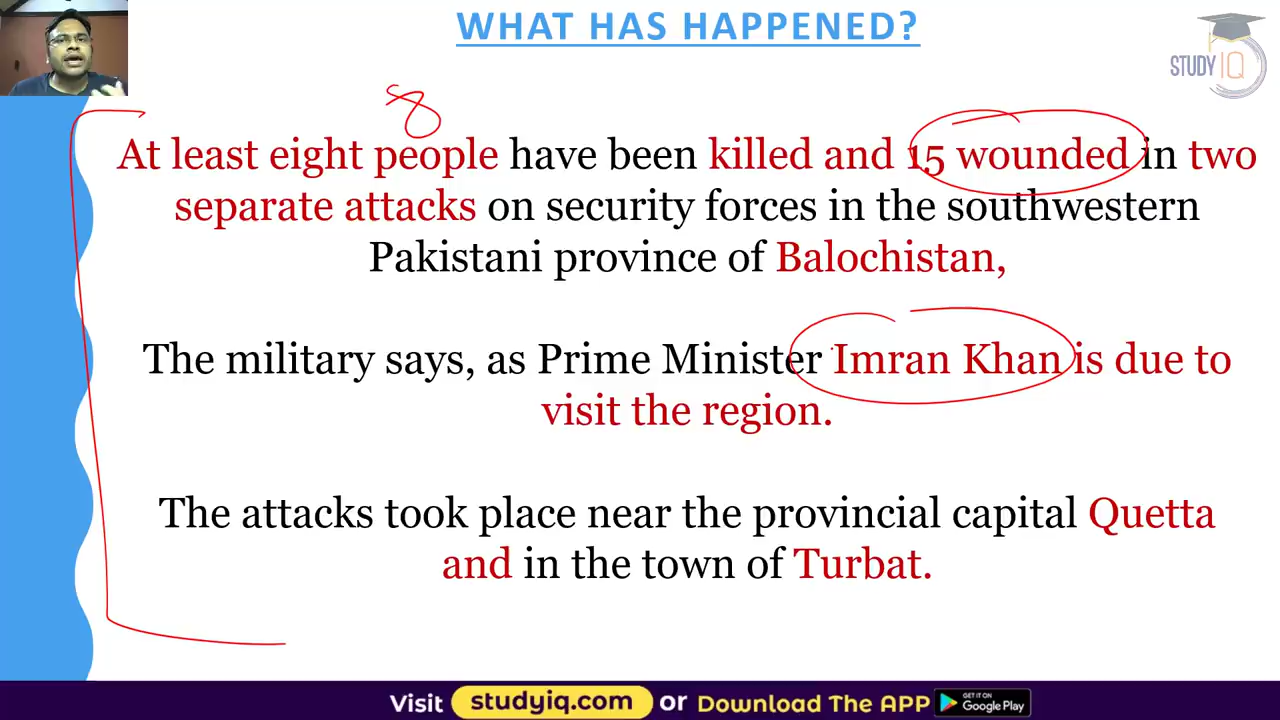 WHAT HAS HAPPENED?
STUDY IQ
8
At least eight people have been killed and 15 wounded in two
separate attacks on security forces in the southwestern
Pakistani province of Balochistan,
The military says, as Prime Minister Imran Khan is due to
visit the region.
The attacks took place near the provincial capital Quetta
and in the town of Turbat.
Visit studyiq.com or Download The APP GET IT ON Google Play